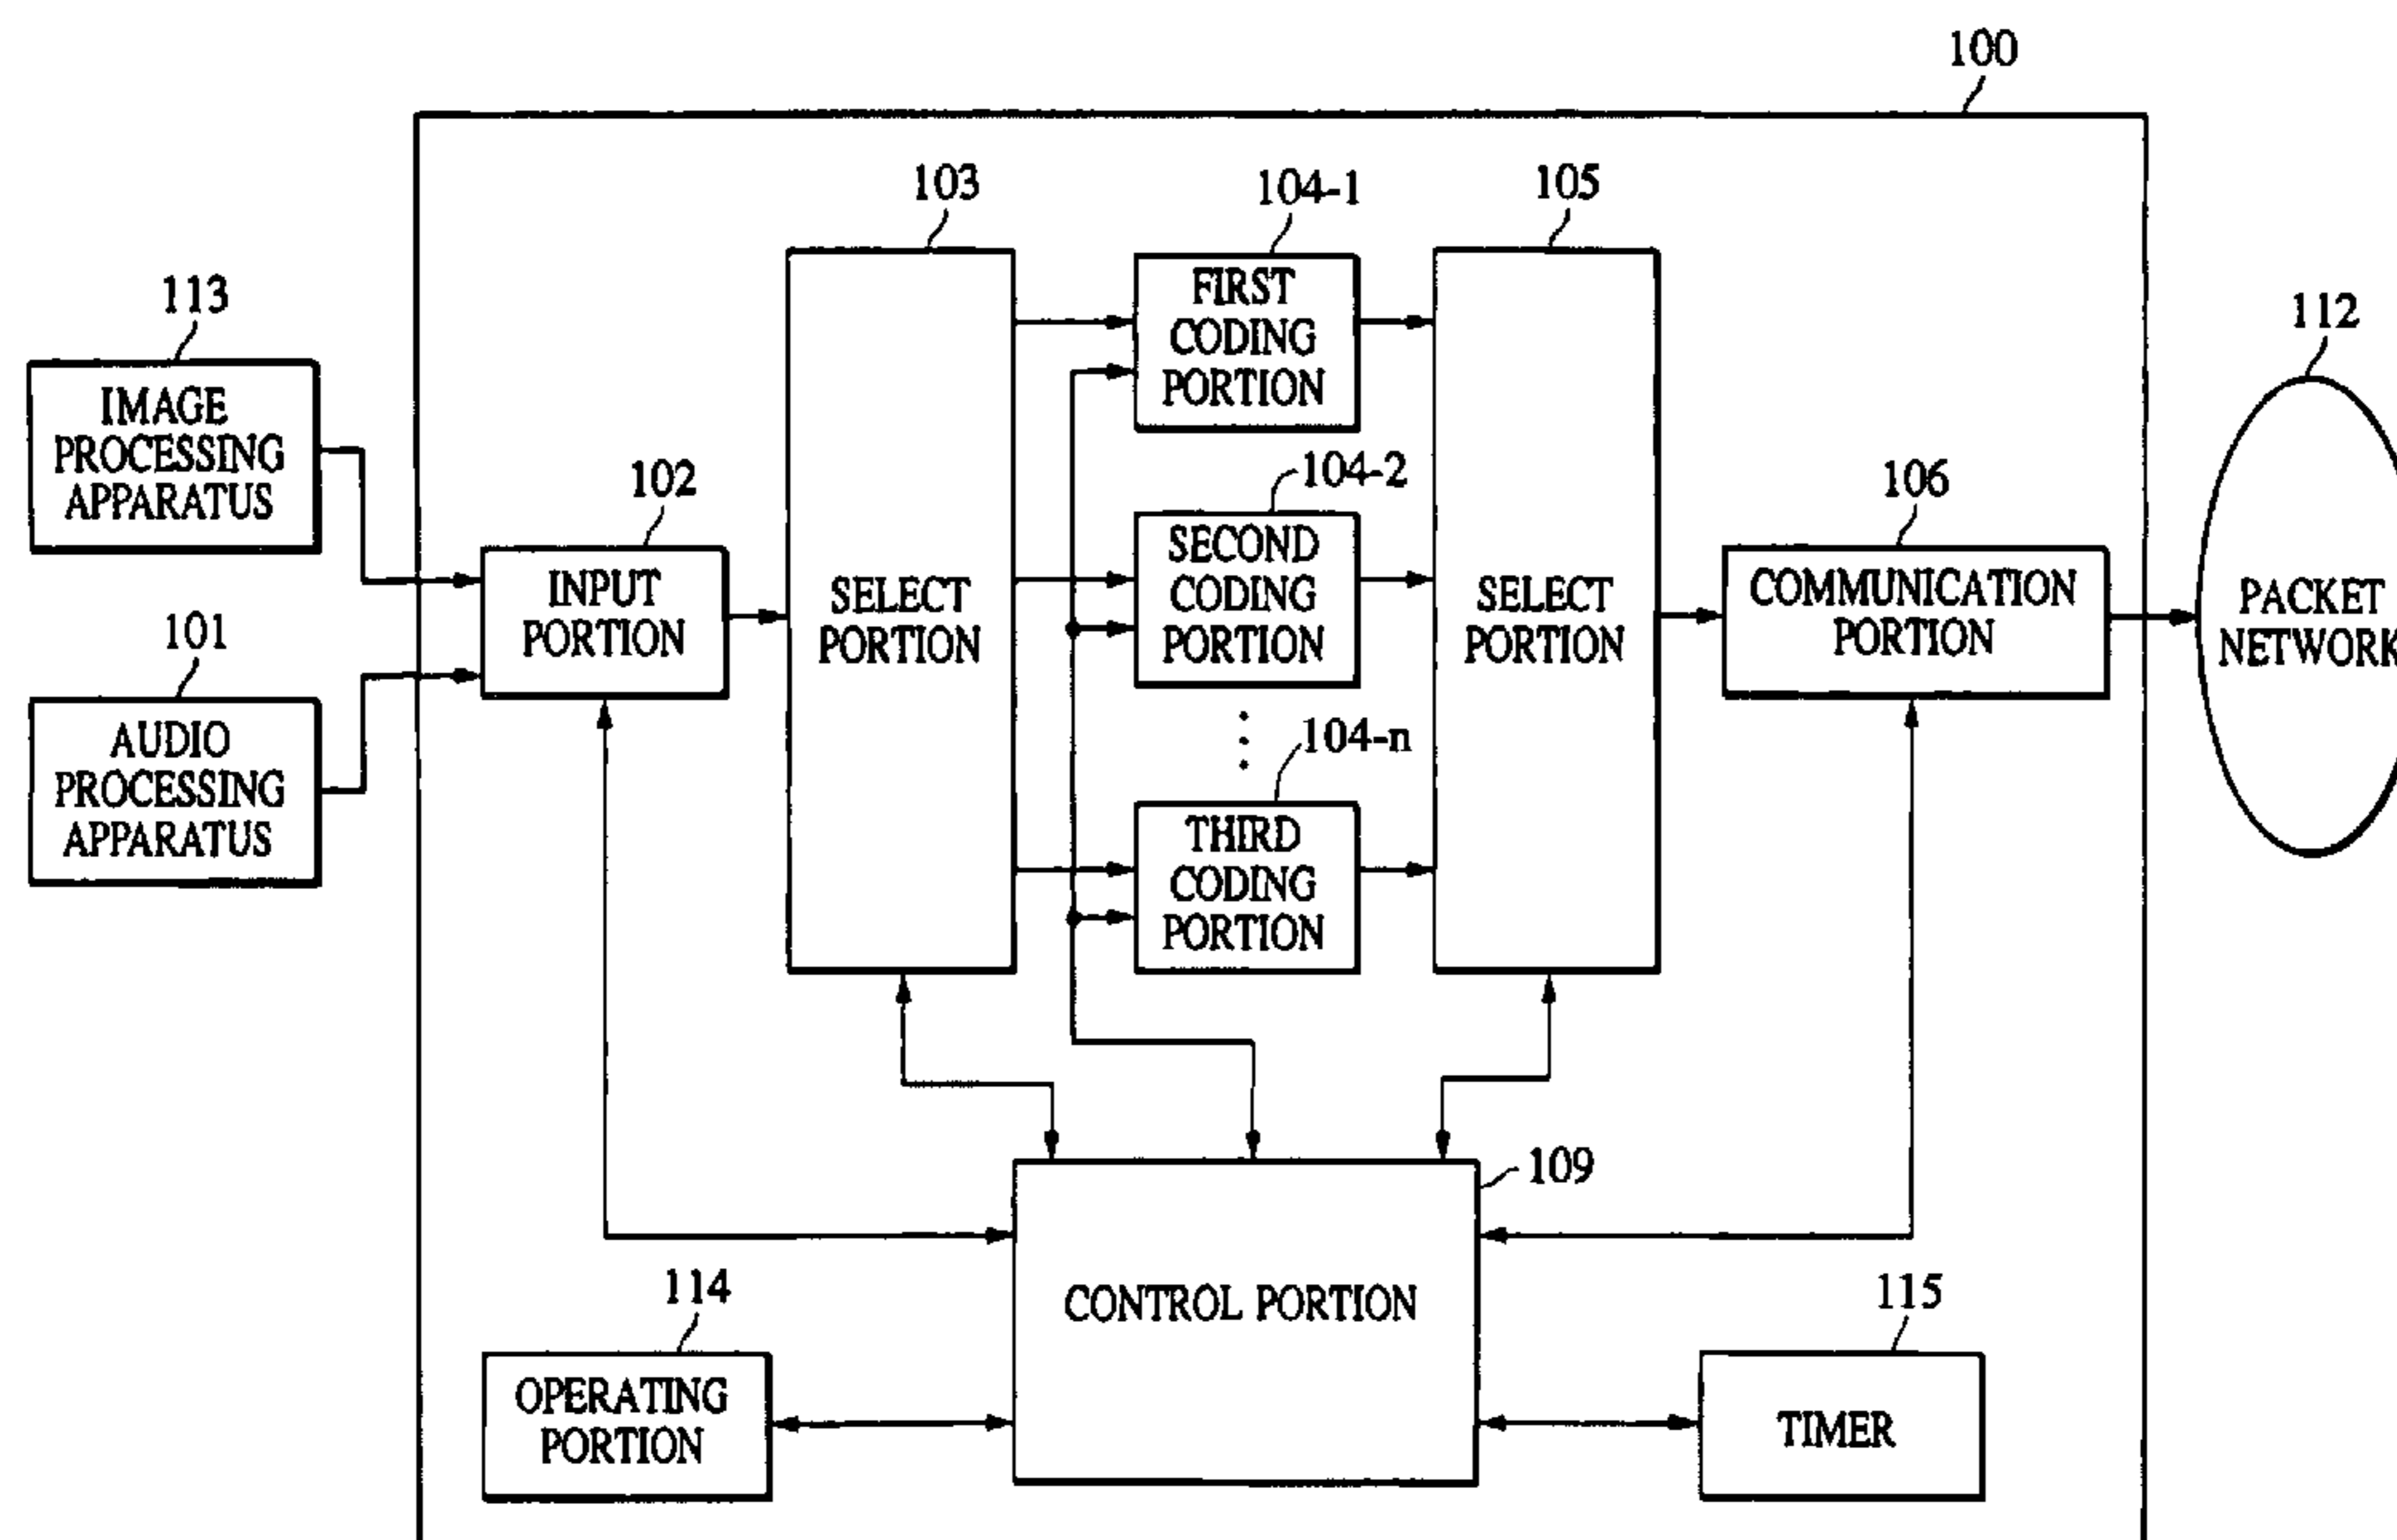 100
103
104-1
105
113
112
FIRST
CODING
PORTION
IMAGE
PROCESSING
APPARATUS
102
104-2
106
INPUT
PORTION
SELECT
PORTION
SECOND
CODING
PORTION
SELECT
PORTION
COMMUNICATION
PORTION
PACKET
NETWORK
101
AUDIO
PROCESSING
APPARATUS
104-n
THIRD
CODING
PORTION
109
CONTROL PORTION
114
OPERATING
PORTION
115
TIMER